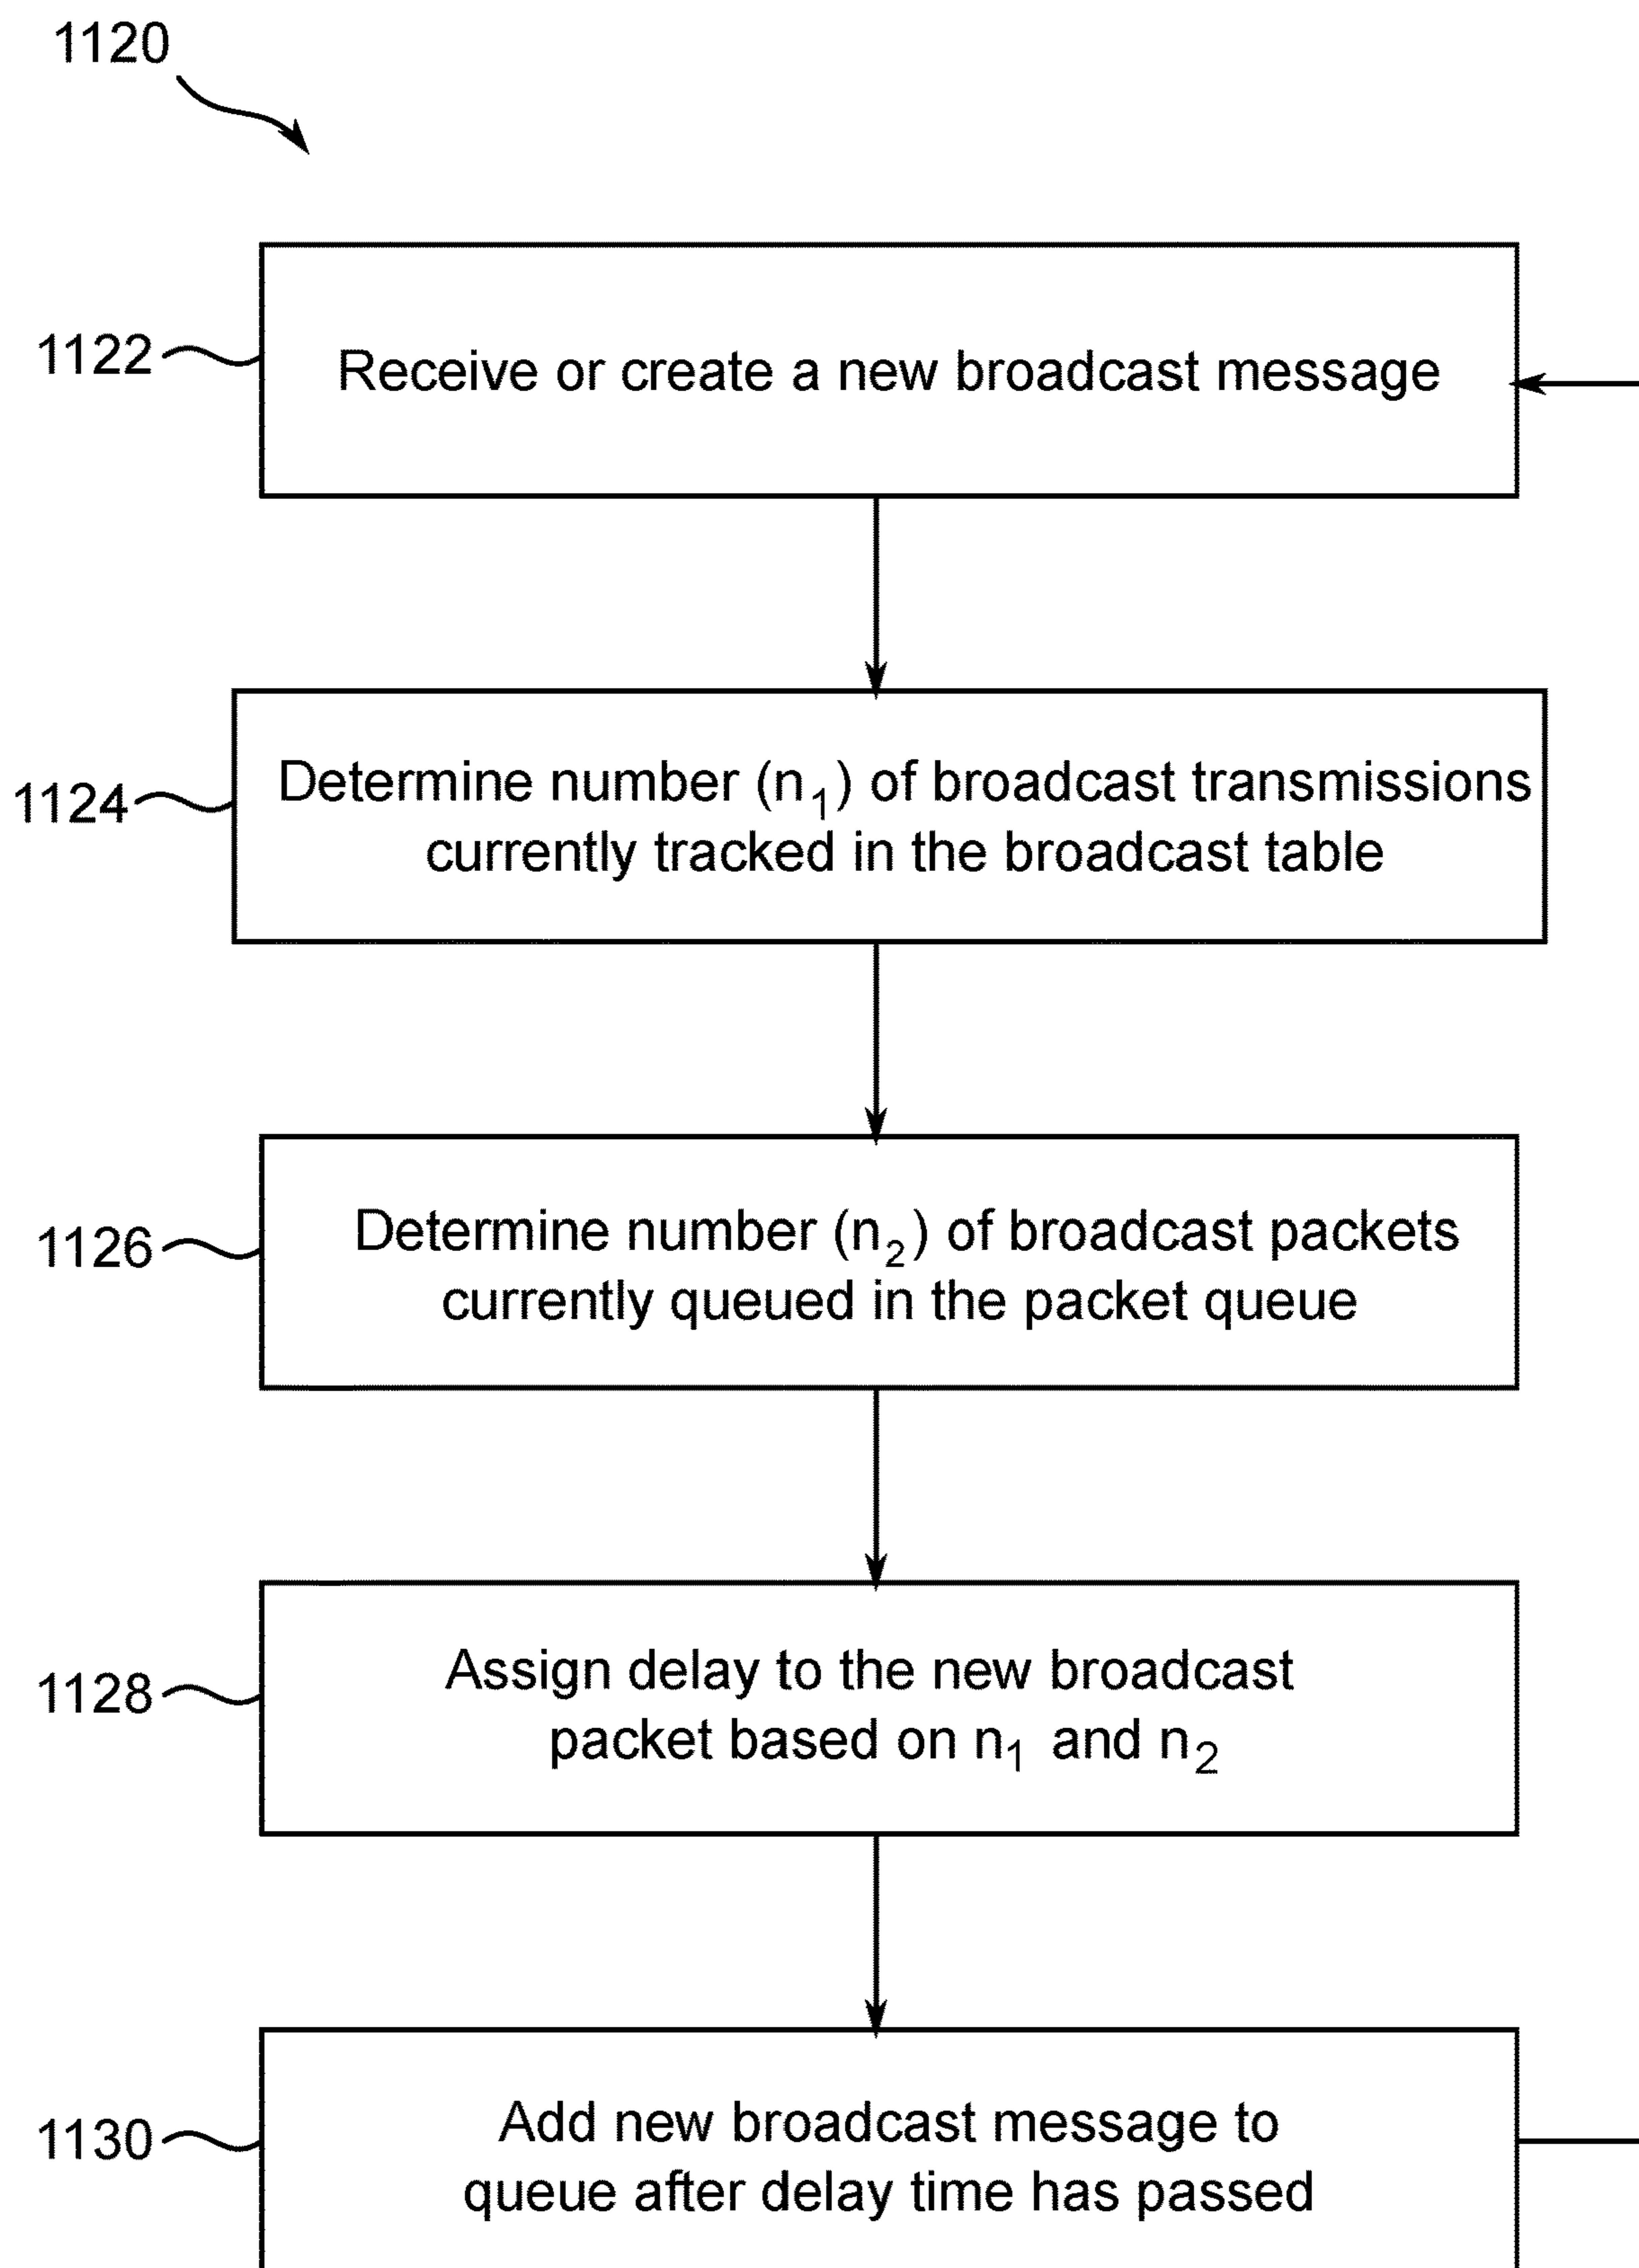 1120
1122
Receive or create a new broadcast message
1124
Determine number (n₁) of broadcast transmissions
currently tracked in the broadcast table
1126
Determine number (n₂) of broadcast packets
currently queued in the packet queue
1128
Assign delay to the new broadcast
packet based on n₁ and n₂
1130
Add new broadcast message to
queue after delay time has passed